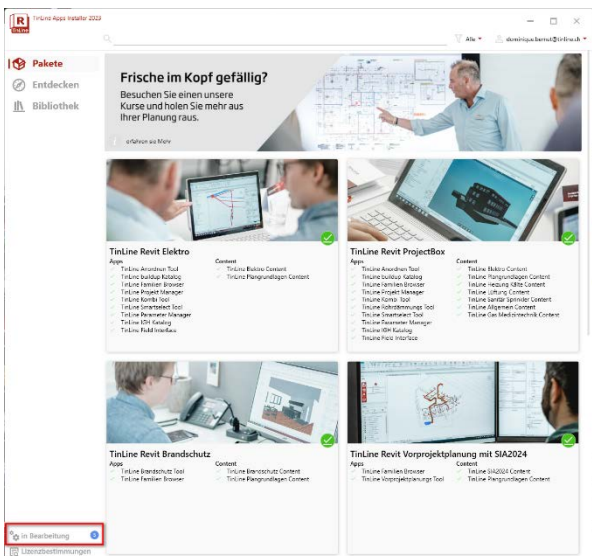 R
TinLine
TinLine Apps Installer 2023
Alle
dominique.bernet@tinline.ch
Pakete
Entdecken
Bibliothek
Frische im Kopf gefällig?
Besuchen Sie einen unsere
Kurse und holen Sie mehr aus
Ihrer Planung raus.
erfahren sie Mehr
TinLine Revit Elektro
Apps
TinLine Anordnen Tool
TinLine buildup Katalog
TinLine Familien Browser
TinLine Projekt Manager
TinLine Kombi Tool
TinLine Smartselect Tool
TinLine Parameter Manager
TinLine IGH Katalog
TinLine Field Interface
Content
TinLine Elektro Content
TinLine Plangrundlagen Content
TinLine Revit ProjectBox
Apps
TinLine Anordnen Tool
TinLine buildup Katalog
TinLine Familien Browser
TinLine Projekt Manager
TinLine Kombi Tool
TinLine Rohrdämmungs Tool
TinLine Smartselect Tool
TinLine Parameter Manager
TinLine IGH Katalog
TinLine Field Interface
Content
TinLine Elektro Content
TinLine Plangrundlagen Content
TinLine Heizung Kälte Content
TinLine Lüftung Content
TinLine Sanitär Sprinkler Content
TinLine Allgemein Content
TinLine Gas Medizintechnik Content
TinLine Revit Brandschutz
Apps
TinLine Brandschutz Tool
TinLine Familien Browser
Content
TinLine Brandschutz Content
TinLine Plangrundlagen Content
TinLine Revit Vorprojektplanung mit SIA2024
Apps
TinLine Familien Browser
TinLine Vorprojektplanungs Tool
Content
TinLine SIA2024 Content
TinLine Plangrundlagen Content
in Bearbeitung
Lizenzbestimmungen